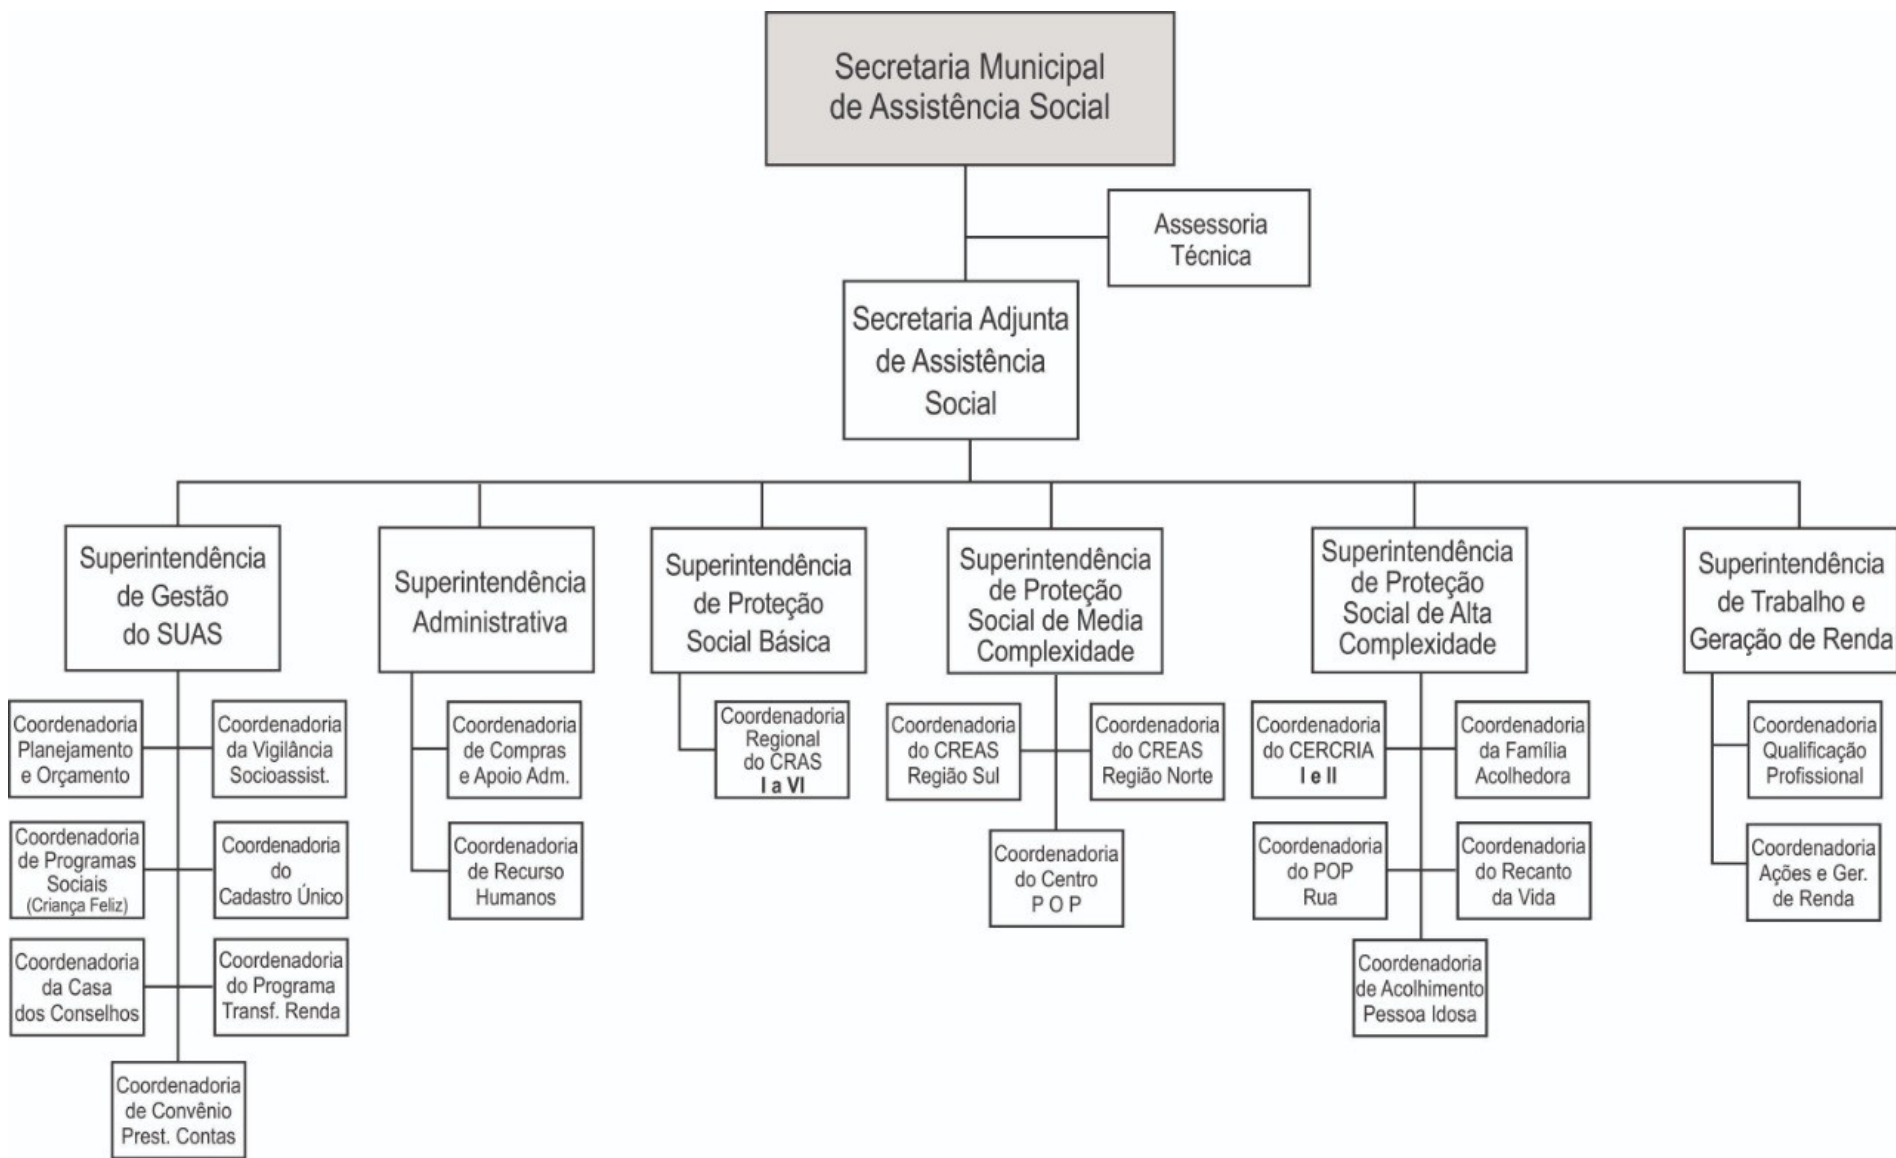 Secretaria Municipal
de Assistência Social
Assessoria
Técnica
Secretaria Adjunta
de Assistência
Social
Superintendência
de Gestão
do SUAS
Superintendência
Administrativa
Superintendência
de Proteção
Social Básica
Superintendência
de Proteção
Social de Media
Complexidade
Superintendência
de Proteção
Social de Alta
Complexidade
Superintendência
de Trabalho e
Geração de Renda
Coordenadoria
Planejamento
e Orçamento
Coordenadoria
da Vigilância
Socioassist.
Coordenadoria
de Programas
Sociais
(Criança Feliz)
Coordenadoria
do
Cadastro Único
Coordenadoria
da Casa
dos Conselhos
Coordenadoria
do Programa
Transf. Renda
Coordenadoria
de Convênio
Prest. Contas
Coordenadoria
de Compras
e Apoio Adm.
Coordenadoria
de Recurso
Humanos
Coordenadoria
Regional
do CRAS
I a VI
Coordenadoria
do CREAS
Região Sul
Coordenadoria
do CREAS
Região Norte
Coordenadoria
do Centro
P O P
Coordenadoria
do CERCRIA
I e II
Coordenadoria
da Família
Acolhedora
Coordenadoria
do POP
Rua
Coordenadoria
do Recanto
da Vida
Coordenadoria
de Acolhimento
Pessoa Idosa
Coordenadoria
Qualificação
Profissional
Coordenadoria
Ações e Ger.
de Renda